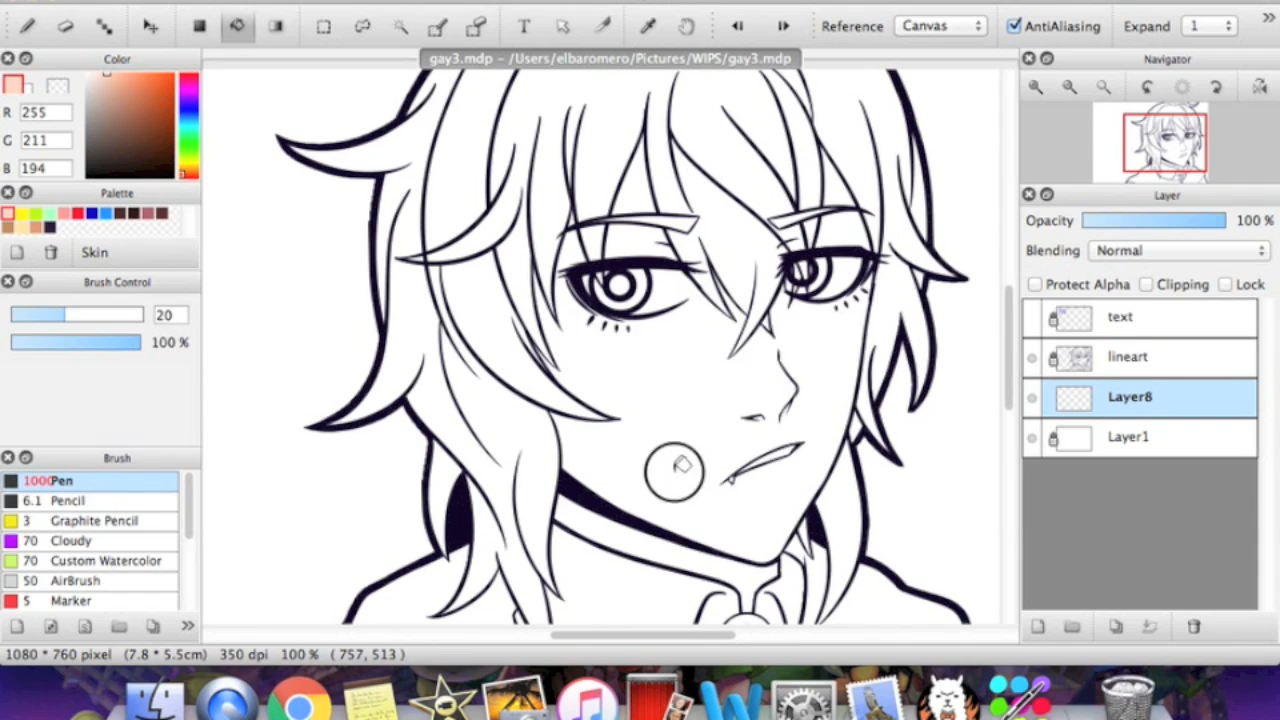 T Reference Canvas AntiAliasing Expand 1 »
gay3.mdp – /Users/elbaromero/Pictures/WIPS/gay3.mdp
Color
R 255
G 211
B 194
Palette
Skin
Brush Control
20
100 %
Brush
1000 Pen
6.1 Pencil
3 Graphite Pencil
70 Cloudy
70 Custom Watercolor
50 AirBrush
5 Marker
»
Navigator
Layer
Opacity 100 %
Blending Normal
Protect Alpha Clipping Lock
text
lineart
Layer8
Layer1
1080 * 760 pixel (7.8 * 5.5cm) 350 dpi 100 % ( 757, 513 )